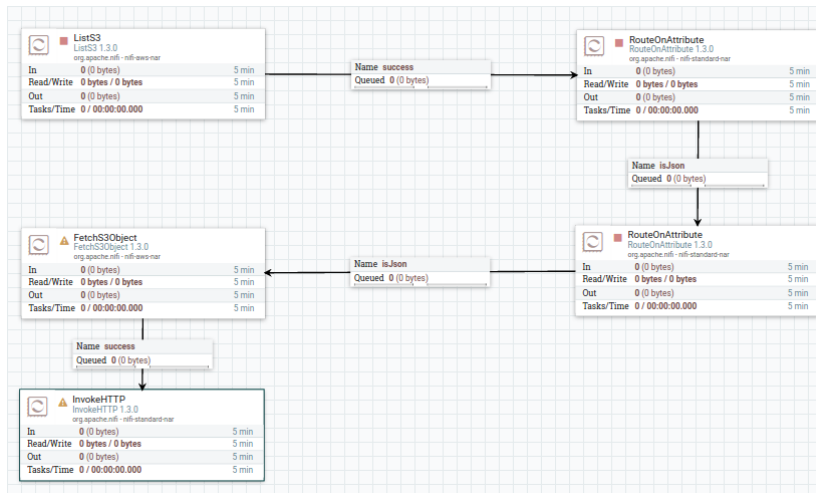 ListS3
ListS3 1.3.0
org.apache.nifi - nifi-aws-nar
In 0 (0 bytes) 5 min
Read/Write 0 bytes / 0 bytes 5 min
Out 0 (0 bytes) 5 min
Tasks/Time 0 / 00:00:00.000 5 min
Name success
Queued 0 (0 bytes)
RouteOnAttribute
RouteOnAttribute 1.3.0
org.apache.nifi - nifi-standard-nar
In 0 (0 bytes) 5 min
Read/Write 0 bytes / 0 bytes 5 min
Out 0 (0 bytes) 5 min
Tasks/Time 0 / 00:00:00.000 5 min
Name isJson
Queued 0 (0 bytes)
RouteOnAttribute
RouteOnAttribute 1.3.0
org.apache.nifi - nifi-standard-nar
In 0 (0 bytes) 5 min
Read/Write 0 bytes / 0 bytes 5 min
Out 0 (0 bytes) 5 min
Tasks/Time 0 / 00:00:00.000 5 min
Name isJson
Queued 0 (0 bytes)
FetchS3Object
FetchS3Object 1.3.0
org.apache.nifi - nifi-aws-nar
In 0 (0 bytes) 5 min
Read/Write 0 bytes / 0 bytes 5 min
Out 0 (0 bytes) 5 min
Tasks/Time 0 / 00:00:00.000 5 min
Name success
Queued 0 (0 bytes)
InvokeHTTP
InvokeHTTP 1.3.0
org.apache.nifi - nifi-standard-nar
In 0 (0 bytes) 5 min
Read/Write 0 bytes / 0 bytes 5 min
Out 0 (0 bytes) 5 min
Tasks/Time 0 / 00:00:00.000 5 min